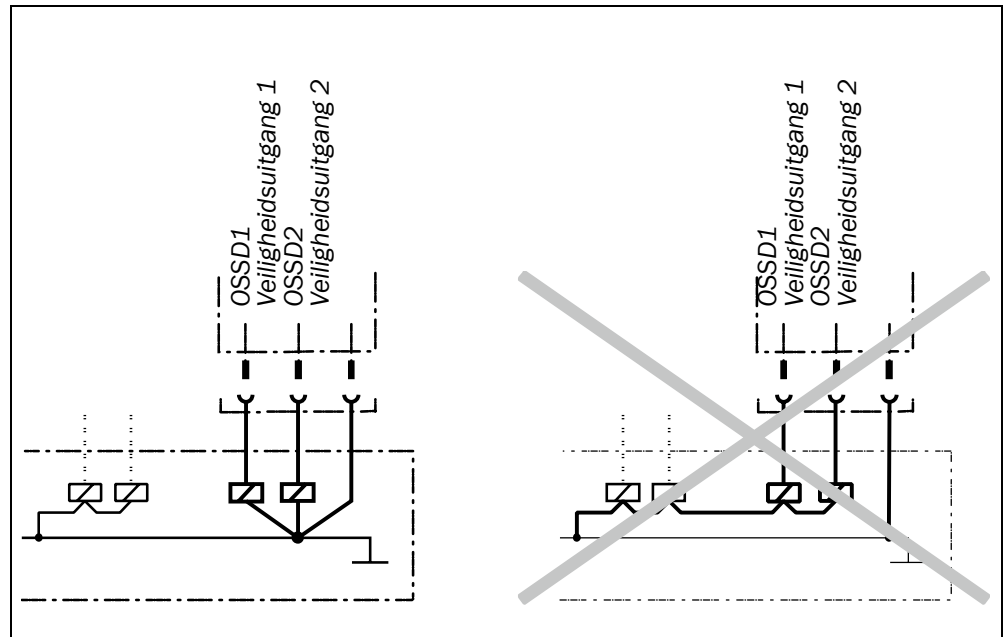 OSSD1
Veiligheidsuitgang 1
OSSD2
Veiligheidsuitgang 2
OSSD1
Veiligheidsuitgang 1
OSSD2
Veiligheidsuitgang 2